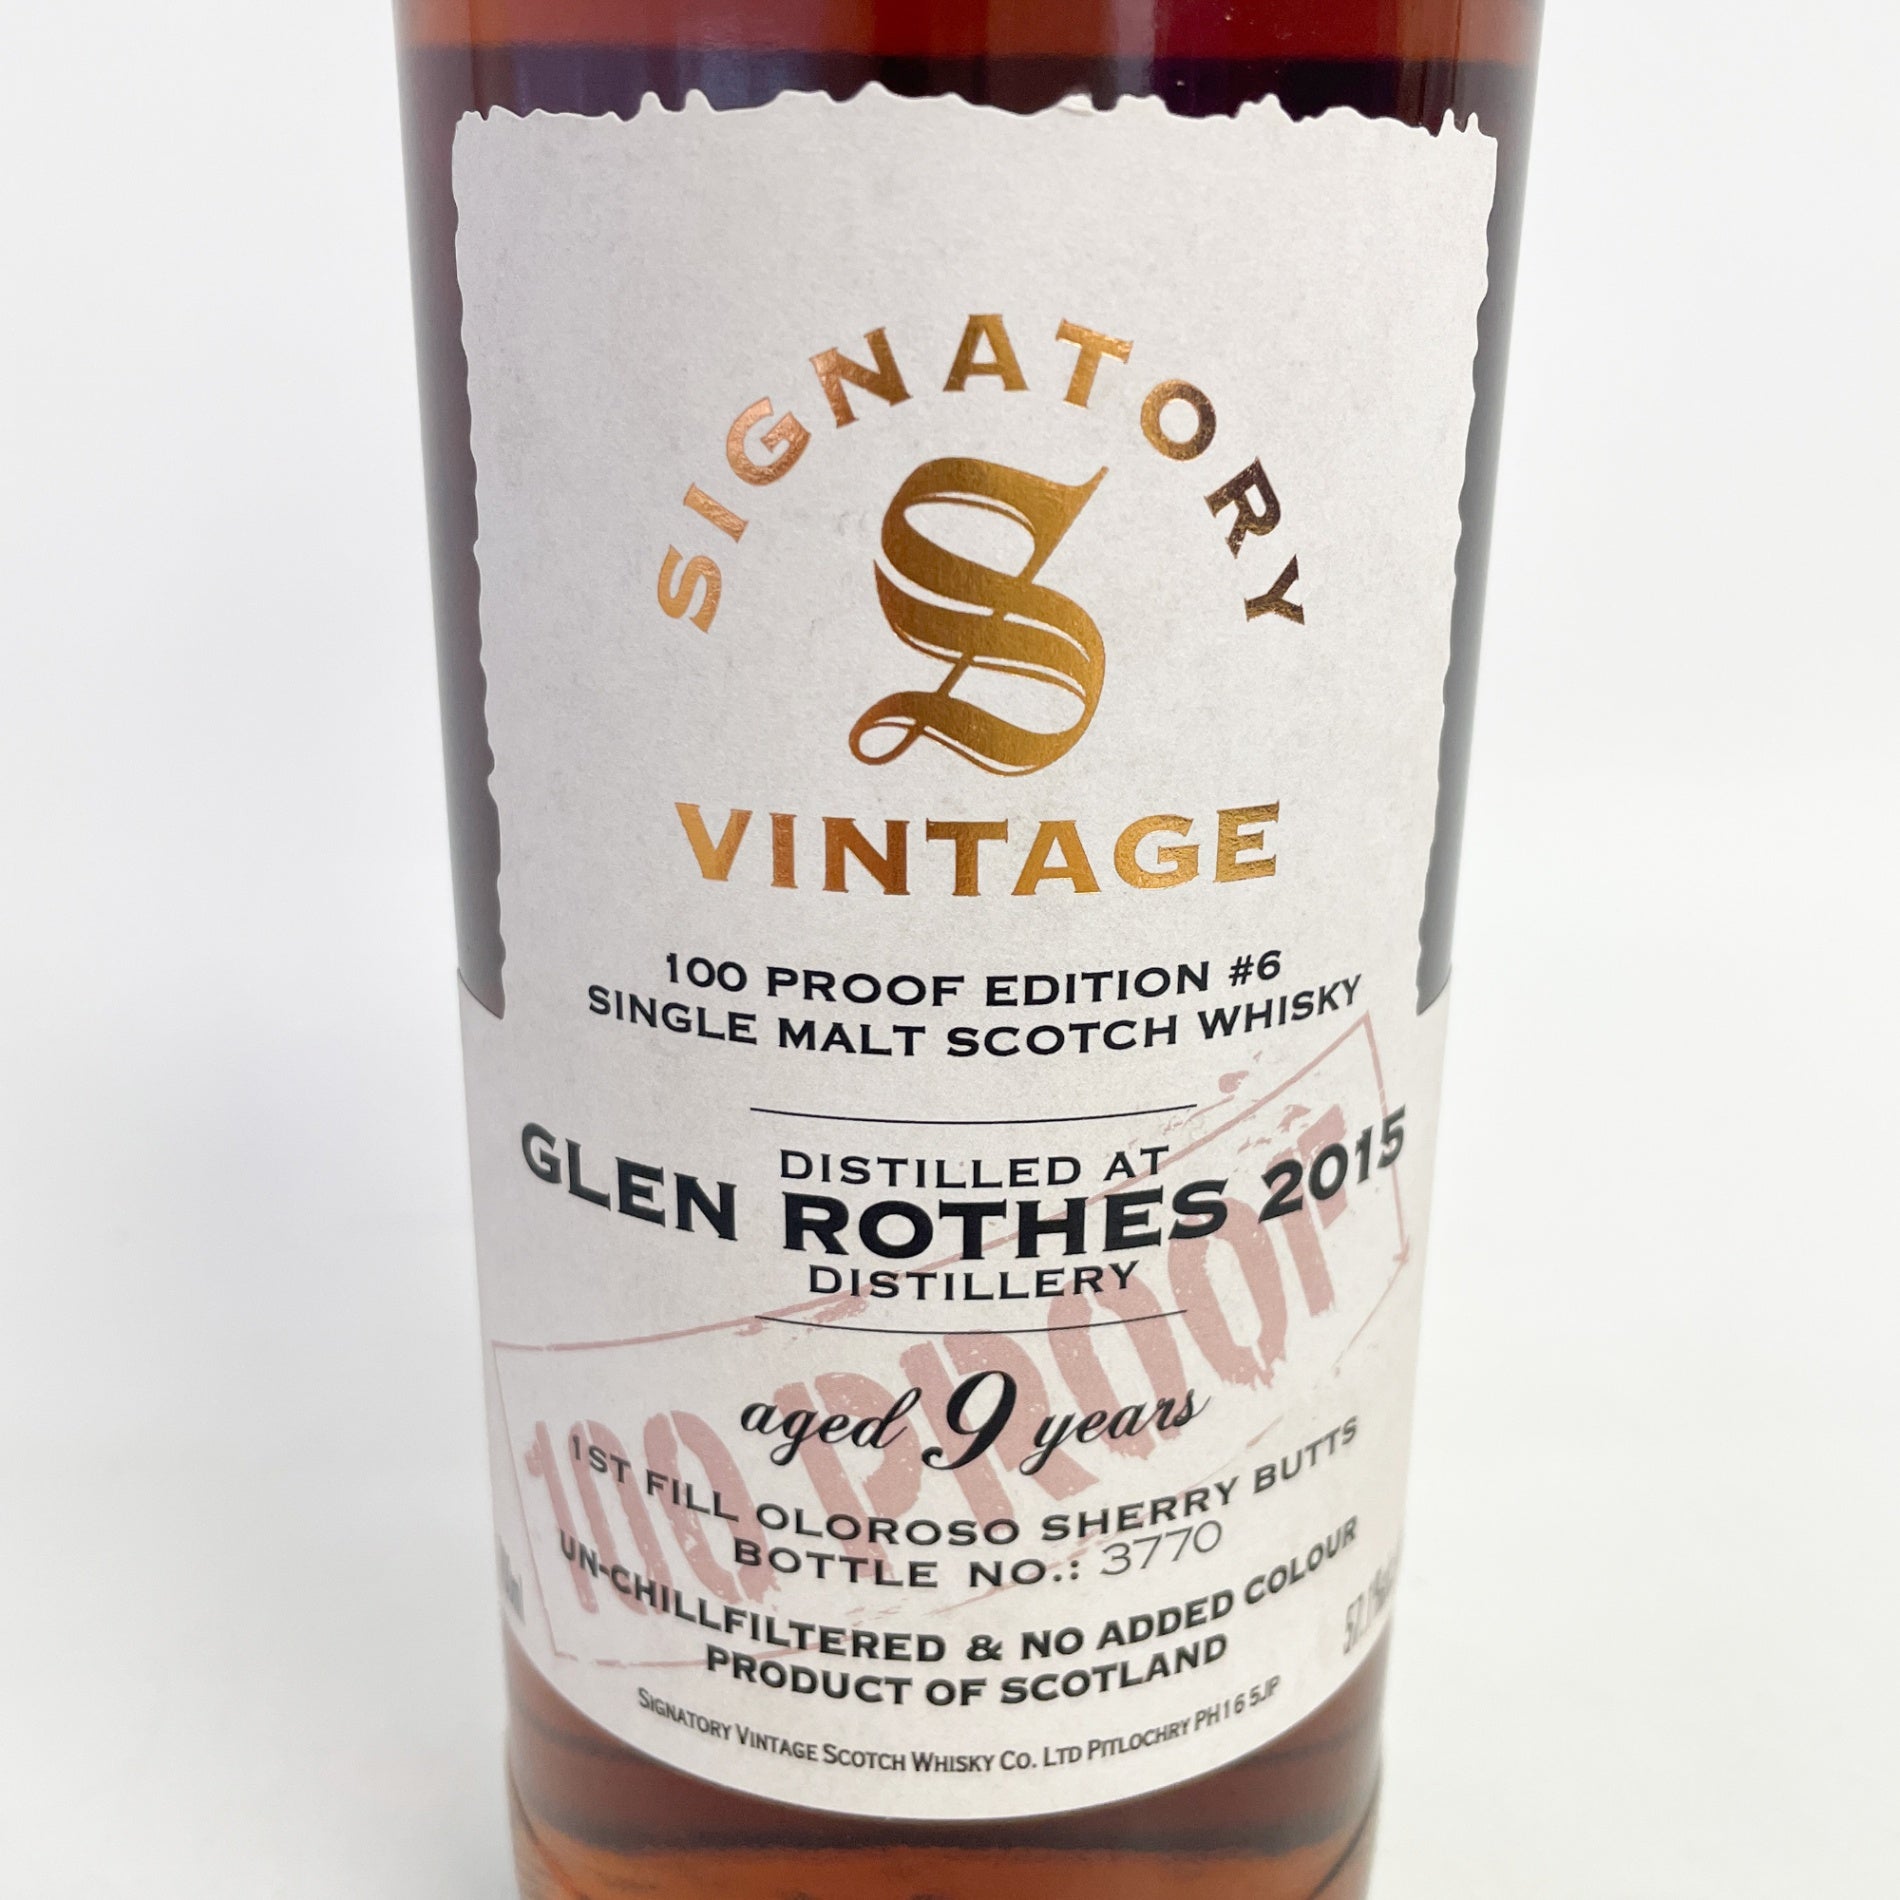 SIGNATORY
S
VINTAGE
100 PROOF EDITION #6
SINGLE MALT SCOTCH WHISKY
DISTILLED AT
GLEN ROTHES 2015
DISTILLERY
100 PROOF
aged 9 years
1ST FILL OLOROSO SHERRY BUTTS
BOTTLE NO.: 3770
UN-CHILLFILTERED & NO ADDED COLOUR
PRODUCT OF SCOTLAND
57.1%
SIGNATORY VINTAGE SCOTCH WHISKY CO. LTD PITLOCHRY PH16 5JP